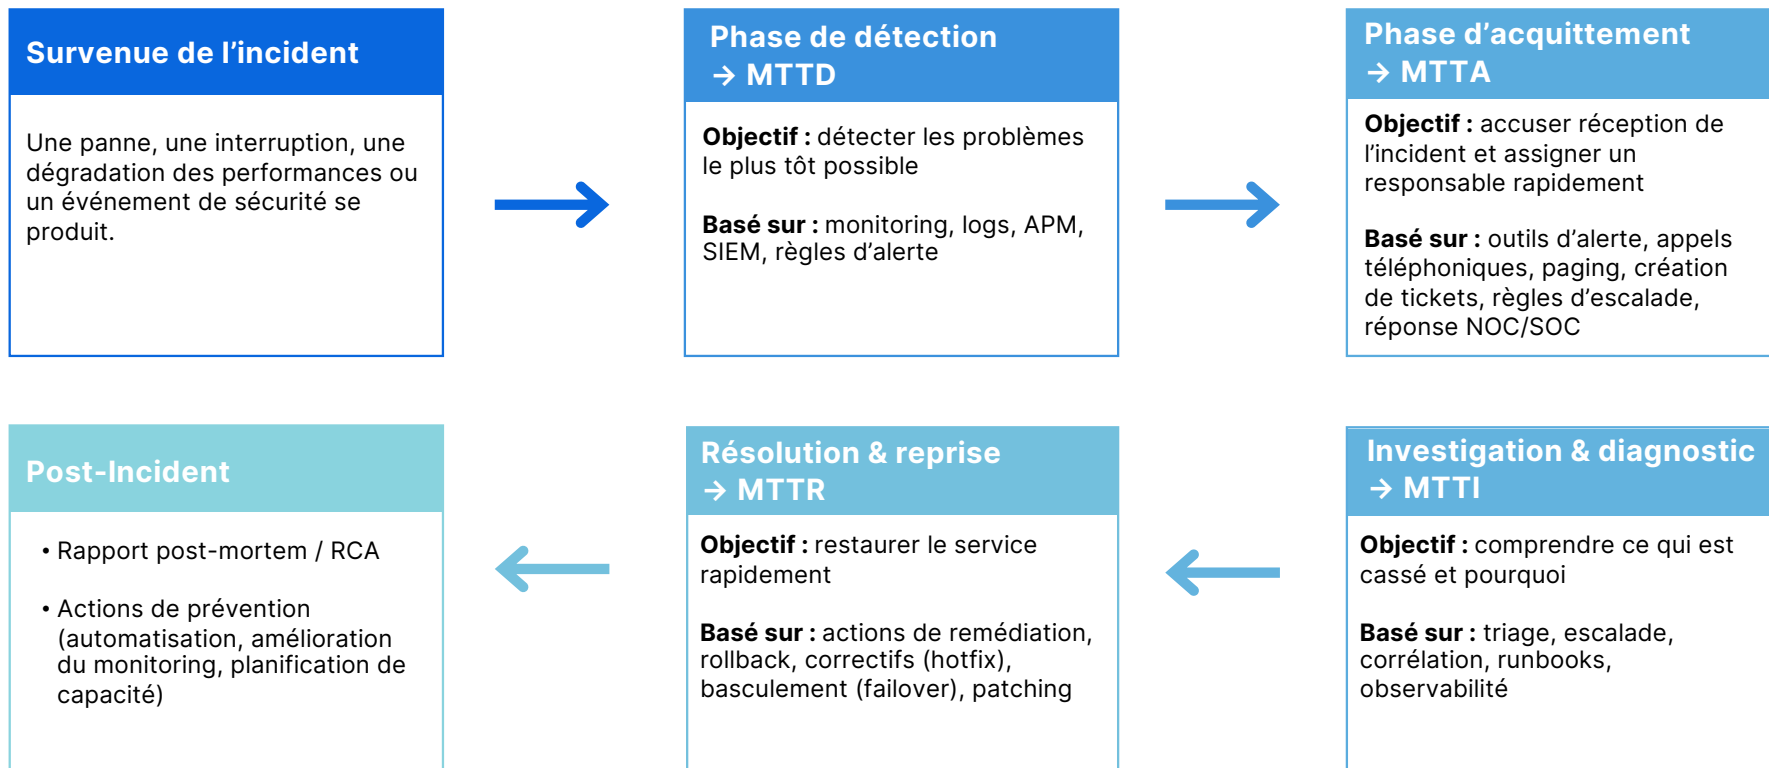 Survenue de l’incident
Une panne, une interruption, une
dégradation des performances ou
un événement de sécurité se
produit.
Phase de détection
→ MTTD
Objectif : détecter les problèmes
le plus tôt possible
Basé sur : monitoring, logs, APM,
SIEM, règles d’alerte
Phase d’acquittement
→ MTTA
Objectif : accuser réception de
l’incident et assigner un
responsable rapidement
Basé sur : outils d’alerte, appels
téléphoniques, paging, création
de tickets, règles d’escalade,
réponse NOC/SOC
Investigation & diagnostic
→ MTTI
Objectif : comprendre ce qui est
cassé et pourquoi
Basé sur : triage, escalade,
corrélation, runbooks,
observabilité
Résolution & reprise
→ MTTR
Objectif : restaurer le service
rapidement
Basé sur : actions de remédiation,
rollback, correctifs (hotfix),
basculement (failover), patching
Post-Incident
• Rapport post-mortem / RCA
• Actions de prévention
(automatisation, amélioration
du monitoring, planification de
capacité)